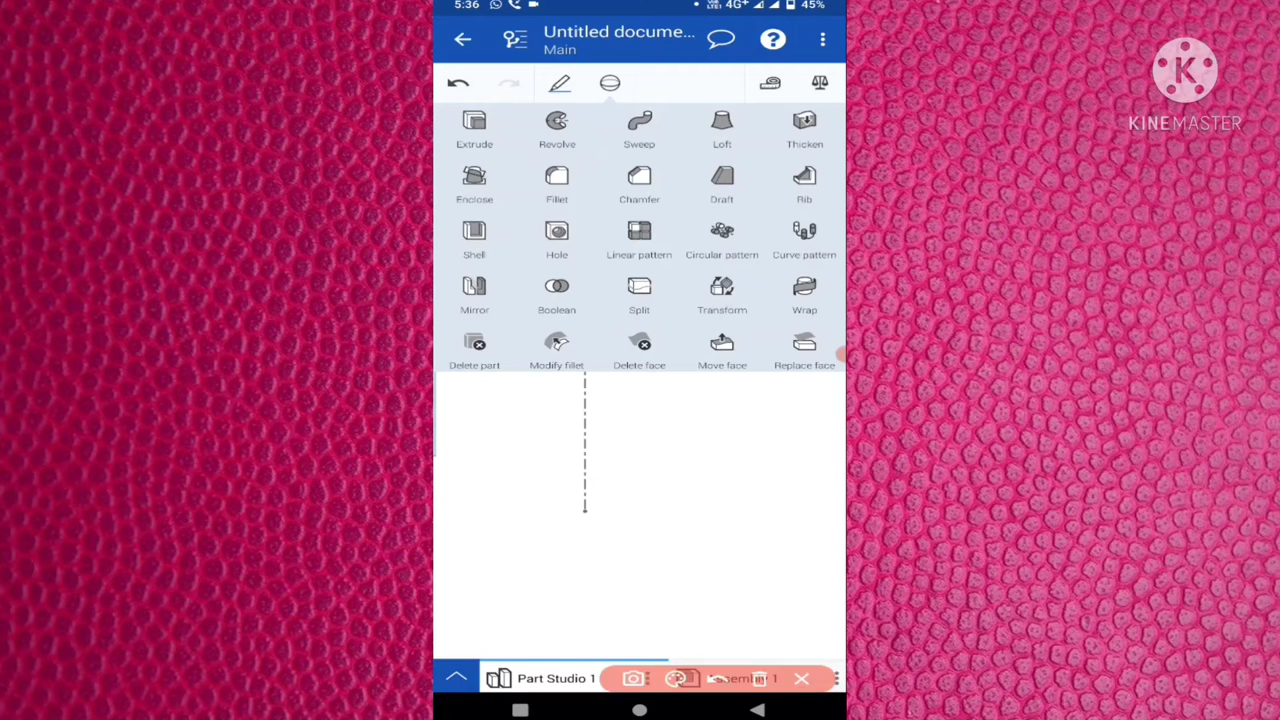 5:36
Vo) LTE1 4G+ 45%
Untitled docume...
Main
K
KINEMASTER
Extrude Revolve Sweep Loft Thicken
Enclose Fillet Chamfer Draft Rib
Shell Hole Linear pattern Circular pattern Curve pattern
Mirror Boolean Split Transform Wrap
Delete part Modify fillet Delete face Move face Replace face
Part Studio 1